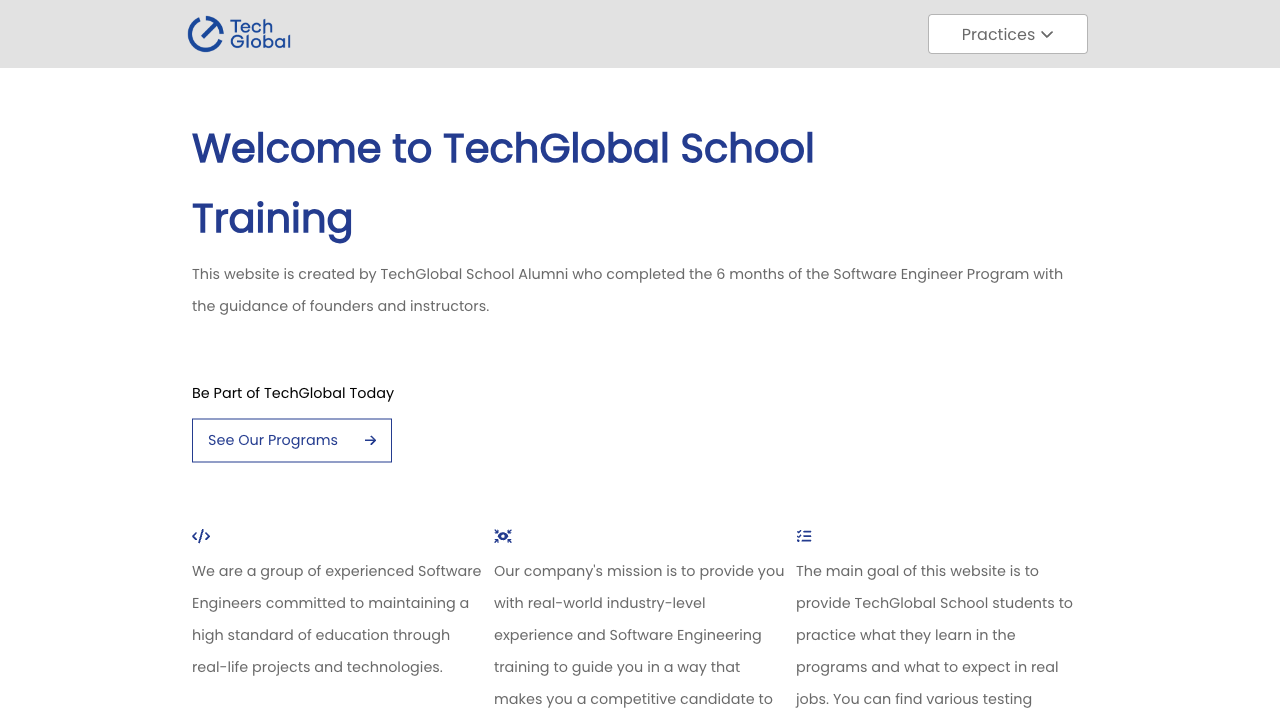 Tech
Global
Practices
Welcome to TechGlobal School
Training
This website is created by TechGlobal School Alumni who completed the 6 months of the Software Engineer Program with
the guidance of founders and instructors.
Be Part of TechGlobal Today
See Our Programs
We are a group of experienced Software
Engineers committed to maintaining a
high standard of education through
real-life projects and technologies.
Our company's mission is to provide you
with real-world industry-level
experience and Software Engineering
training to guide you in a way that
makes you a competitive candidate to
The main goal of this website is to
provide TechGlobal School students to
practice what they learn in the
programs and what to expect in real
jobs. You can find various testing